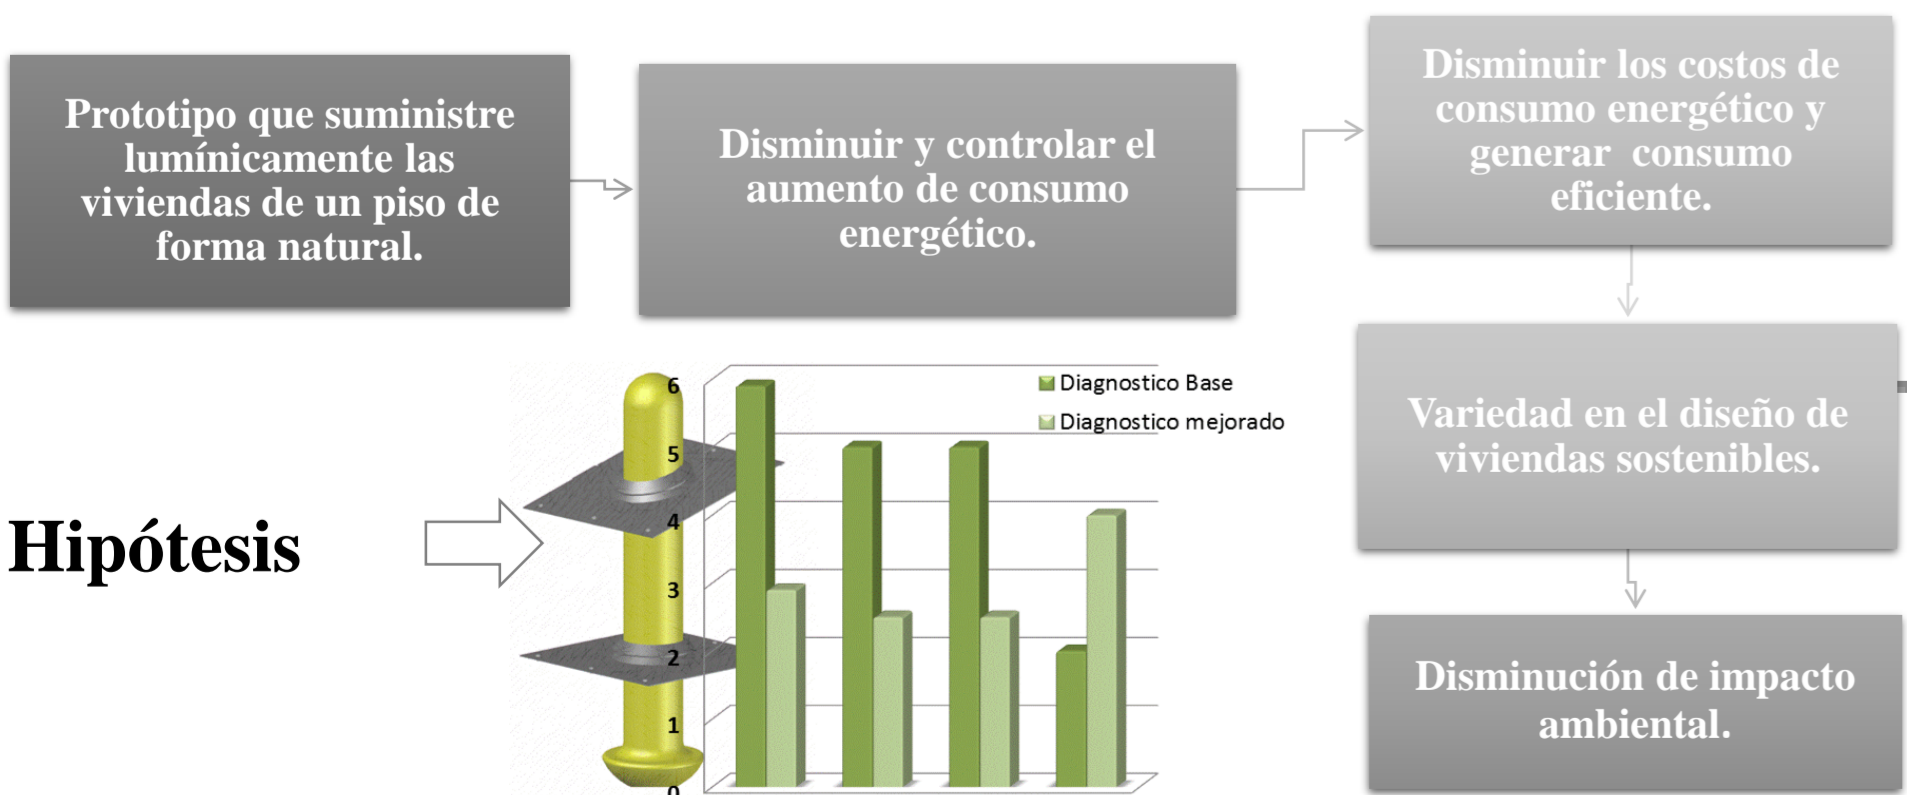 Prototipo que suministre
lumínicamente las
viviendas de un piso de
forma natural.
Disminuir y controlar el
aumento de consumo
energético.
Disminuir los costos de
consumo energético y
generar consumo
eficiente.
Variedad en el diseño de
viviendas sostenibles.
Disminución de impacto
ambiental.
Hipótesis
6
5
4
3
2
1
0
Diagnostico Base
Diagnostico mejorado